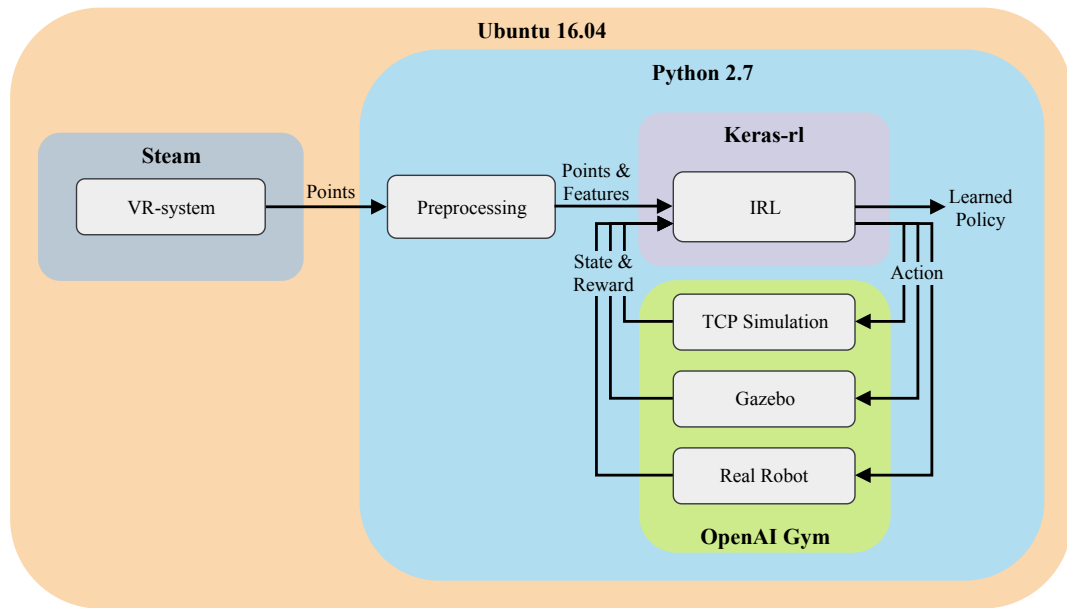 Ubuntu 16.04
Python 2.7
Steam
VR-system
Points
Preprocessing
Points &
Features
Keras-rl
IRL
Learned
Policy
State &
Reward
Action
TCP Simulation
Gazebo
Real Robot
OpenAI Gym